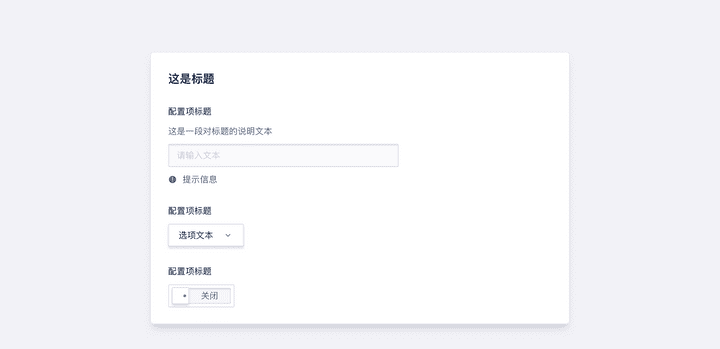 这是标题
配置项标题
这是一段对标题的说明文本
请输入文本
提示信息
配置项标题
选项文本
配置项标题
关闭